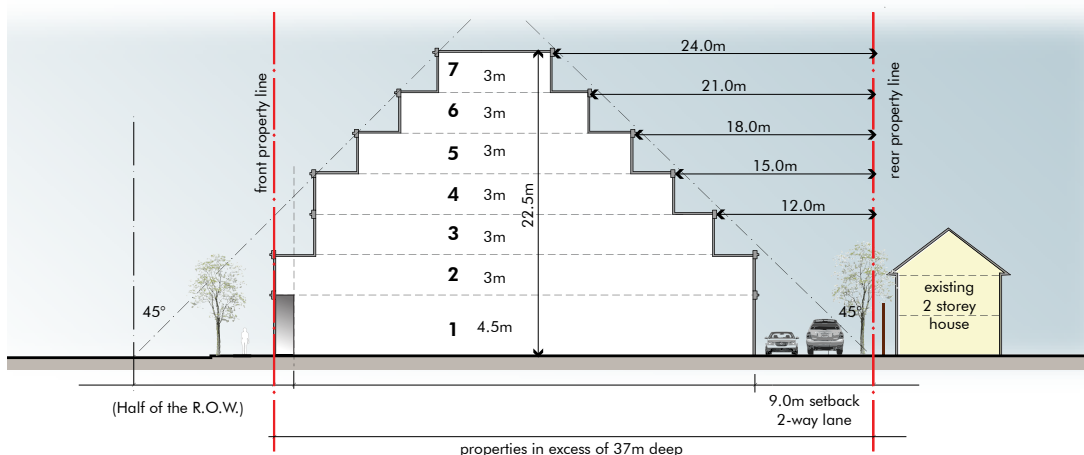 24.0m
7
3m
21.0m
6
3m
18.0m
front property line
rear property line
5
3m
15.0m
4
3m
22.5m
12.0m
3
3m
2
3m
existing
2 storey
house
45°
45°
1
4.5m
(Half of the R.O.W.)
9.0m setback
2-way lane
properties in excess of 37m deep